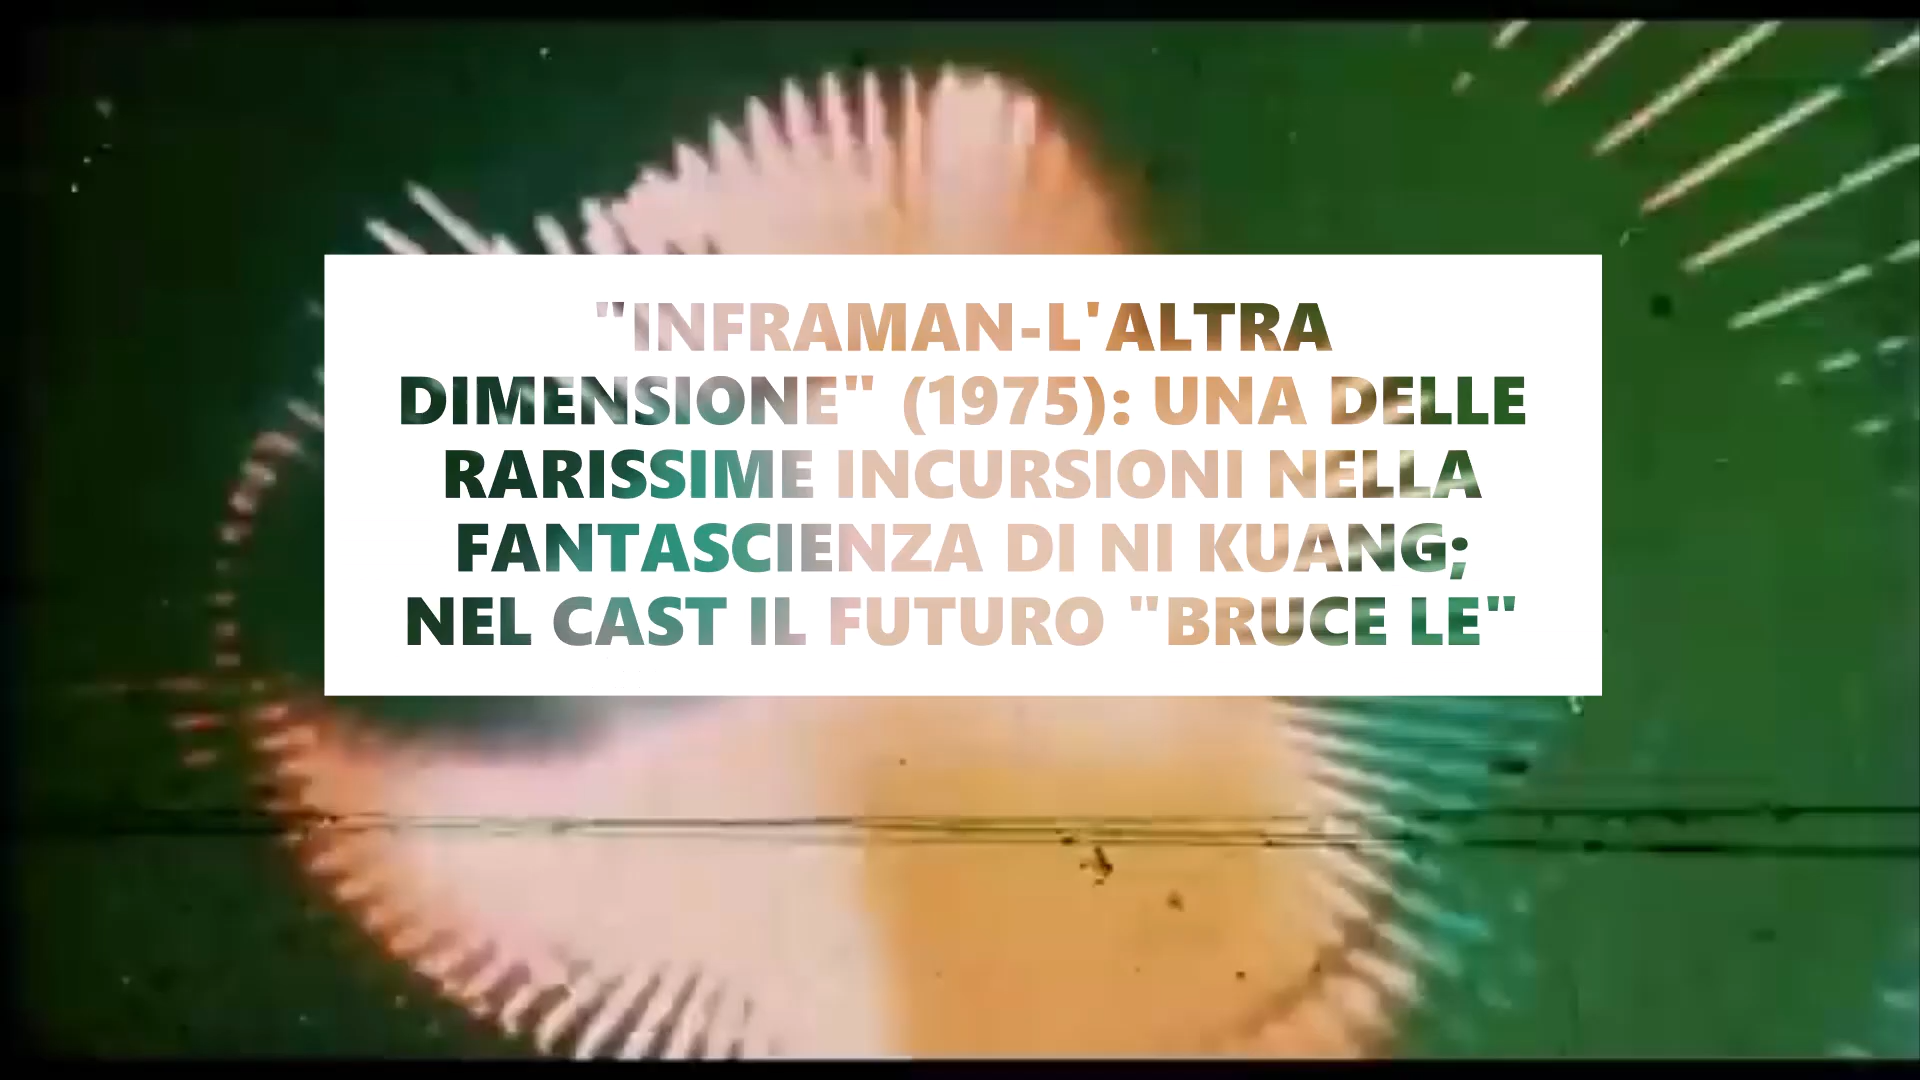 "INFRAMAN-L'ALTRA
DIMENSIONE" (1975): UNA DELLE
RARISSIME INCURSIONI NELLA
FANTASCIENZA DI NI KUANG;
NEL CAST IL FUTURO "BRUCE LE"